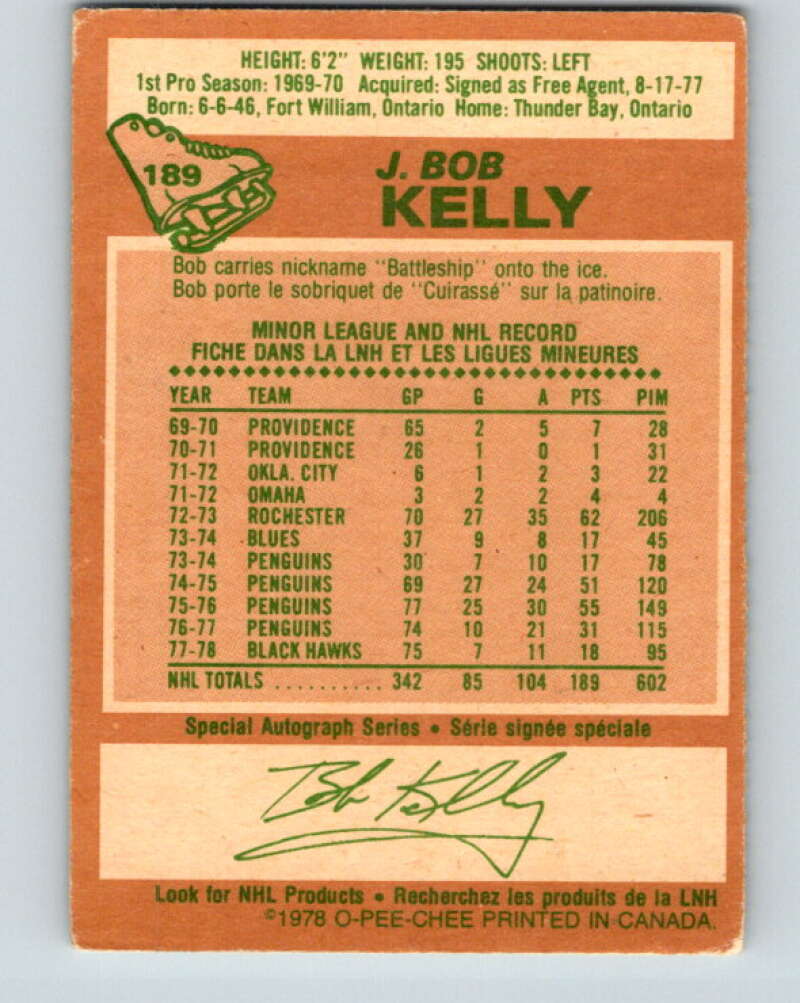 HEIGHT: 6'2" WEIGHT: 195 SHOOTS: LEFT
1st Pro Season: 1969-70 Acquired: Signed as Free Agent, 8-17-77
Born: 6-6-46, Fort William, Ontario Home: Thunder Bay, Ontario
189
J. BOB
KELLY
Bob carries nickname "Battleship" onto the ice.
Bob porte le sobriquet de "Cuirassé" sur la patinoire.
MINOR LEAGUE AND NHL RECORD
FICHE DANS LA LNH ET LES LIGUES MINEURES
YEAR TEAM GP G A PTS PIM
69-70 PROVIDENCE 65 2 5 7 28
70-71 PROVIDENCE 26 1 0 1 31
71-72 OKLA. CITY 6 1 2 3 22
71-72 OMAHA 3 2 2 4 4
72-73 ROCHESTER 70 27 35 62 206
73-74 BLUES 37 9 8 17 45
73-74 PENGUINS 30 7 10 17 78
74-75 PENGUINS 69 27 24 51 120
75-76 PENGUINS 77 25 30 55 149
76-77 PENGUINS 74 10 21 31 115
77-78 BLACK HAWKS 75 7 11 18 95
NHL TOTALS .......... 342 85 104 189 602
Special Autograph Series • Série signée spéciale
Bob Kelly
Look for NHL Products • Recherchez les produits de la LNH
©1978 O-PEE-CHEE PRINTED IN CANADA.